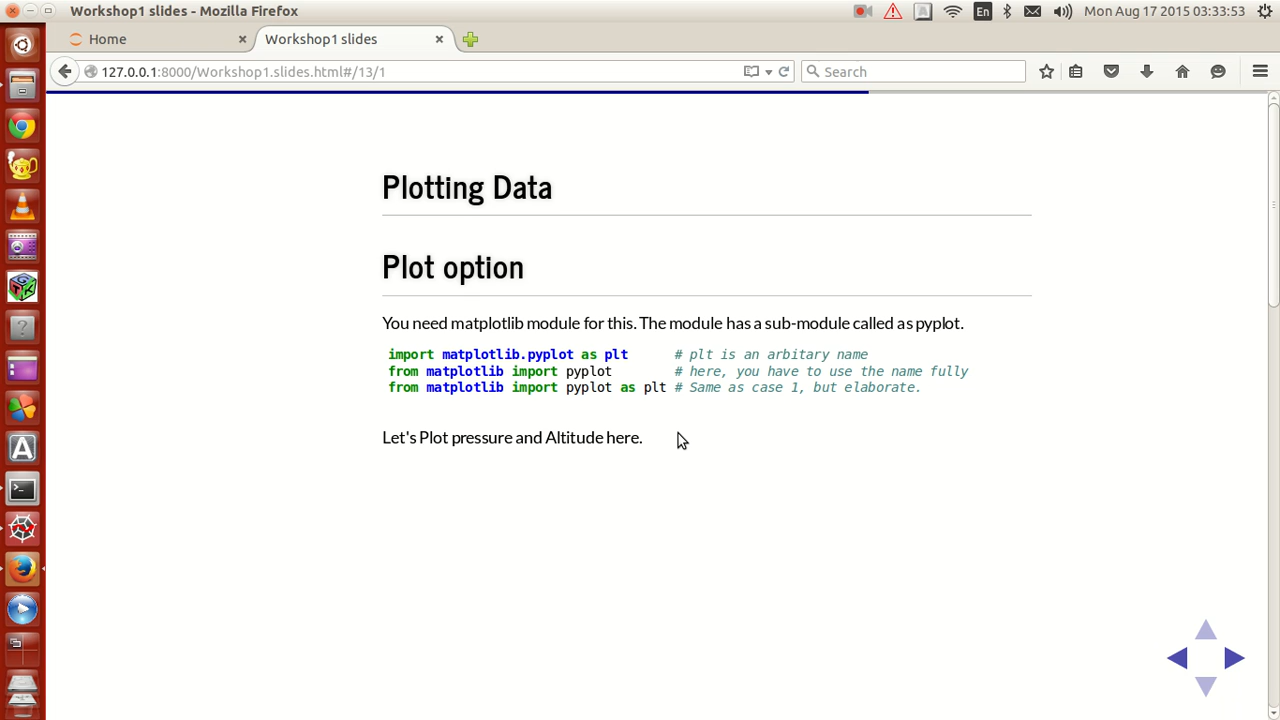 Workshop1 slides - Mozilla Firefox
En
Mon Aug 17 2015 03:33:53
Home
Workshop1 slides
127.0.0.1:8000/Workshop1.slides.html#/13/1
Search
Plotting Data
Plot option
You need matplotlib module for this. The module has a sub-module called as pyplot.
import matplotlib.pyplot as plt # plt is an arbitary name
from matplotlib import pyplot # here, you have to use the name fully
from matplotlib import pyplot as plt # Same as case 1, but elaborate.
Let's Plot pressure and Altitude here.